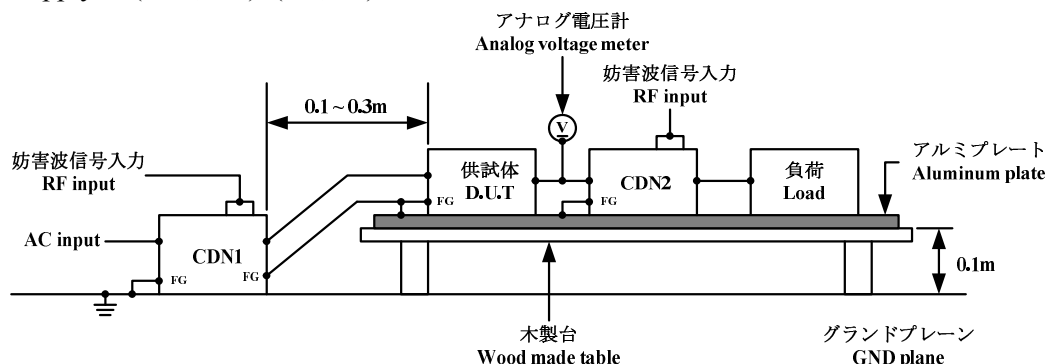 アナログ電圧計
Analog voltage meter
妨害波信号入力
RF input
0.1 ~ 0.3m
V
妨害波信号入力
RF input
供試体
D.U.T
FG
CDN2
FG
負荷
Load
アルミプレート
Aluminum plate
AC input
CDN1
FG
FG
0.1m
木製台
Wood made table
グランドプレーン
GND plane